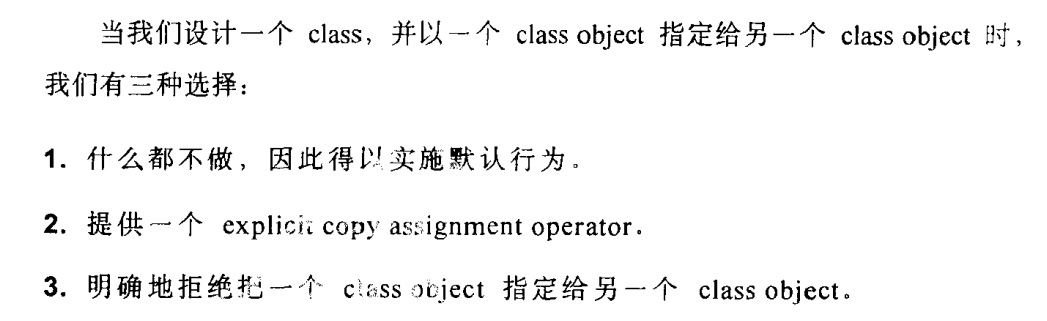 当我们设计一个 class，并以一个 class object 指定给另一个 class object 时，
我们有三种选择：
1. 什么都不做，因此得以实施默认行为。
2. 提供一个 explicit copy assignment operator。
3. 明确地拒绝把一个 class object 指定给另一个 class object。